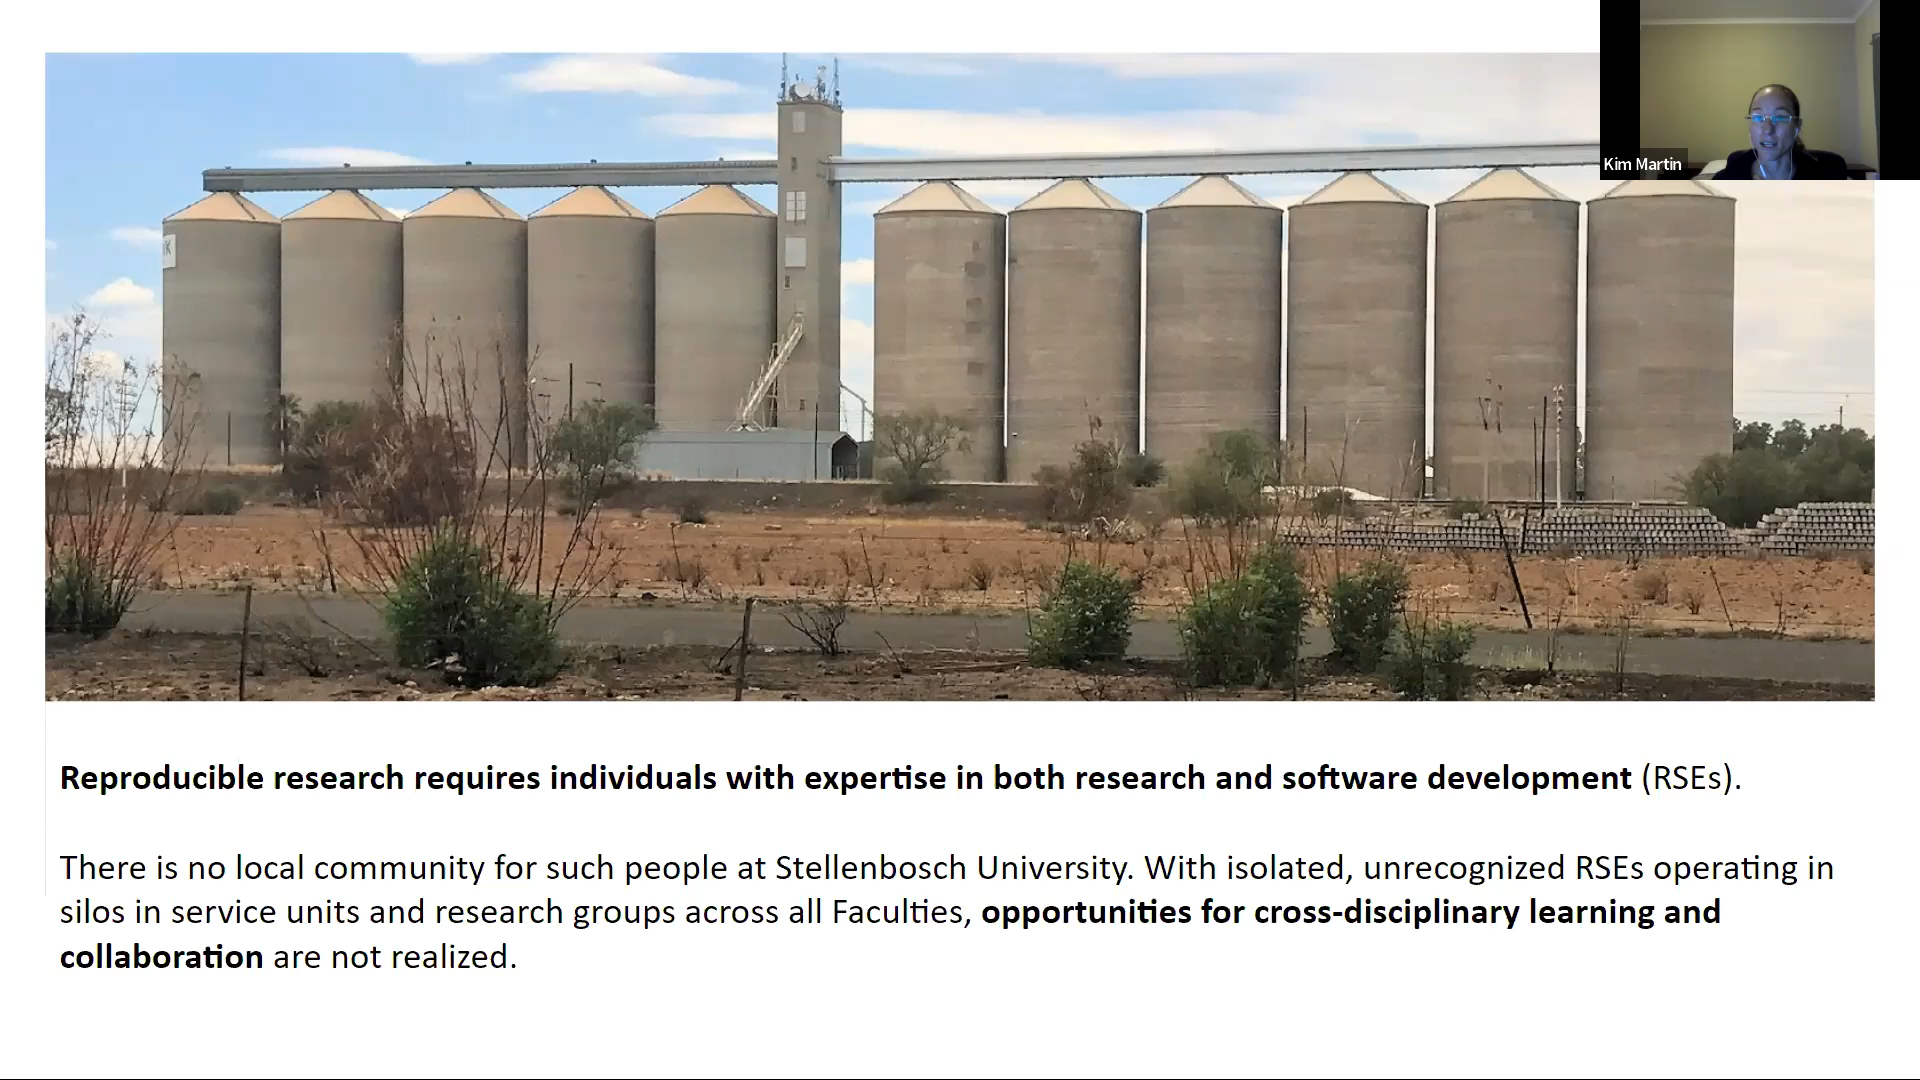 Kim Martin
Reproducible research requires individuals with expertise in both research and software development (RSEs).
There is no local community for such people at Stellenbosch University. With isolated, unrecognized RSEs operating in
silos in service units and research groups across all Faculties, opportunities for cross-disciplinary learning and
collaboration are not realized.